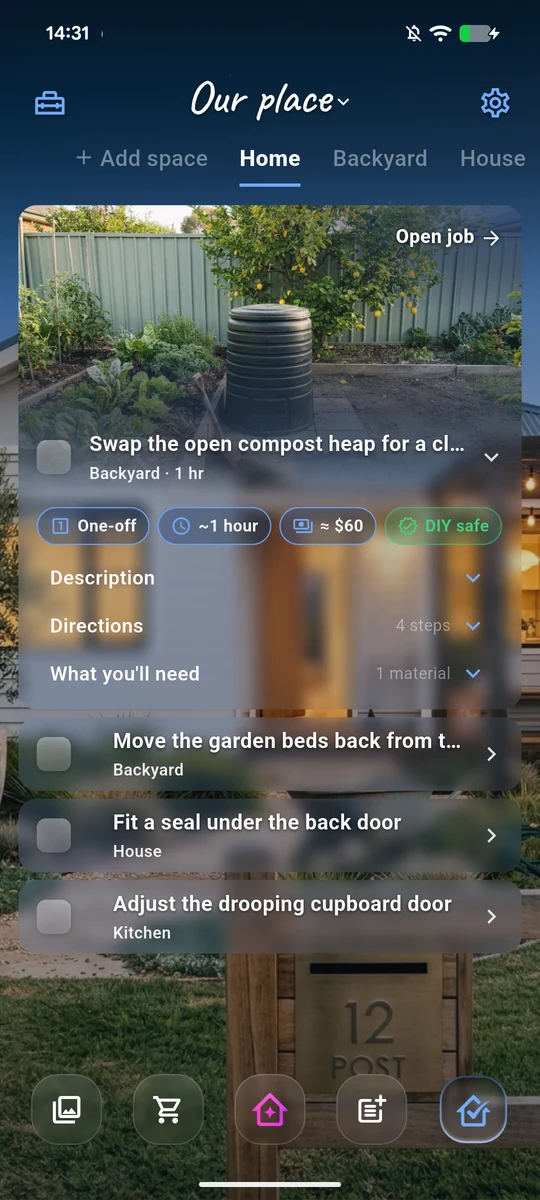 14:31
Our place
+ Add space Home Backyard House
Open job →
Swap the open compost heap for a cl...
Backyard · 1 hr
1 One-off ~1 hour ≈ $60 DIY safe
Description
Directions 4 steps
What you'll need 1 material
Move the garden beds back from t...
Backyard
Fit a seal under the back door
House
Adjust the drooping cupboard door
Kitchen
12
POST